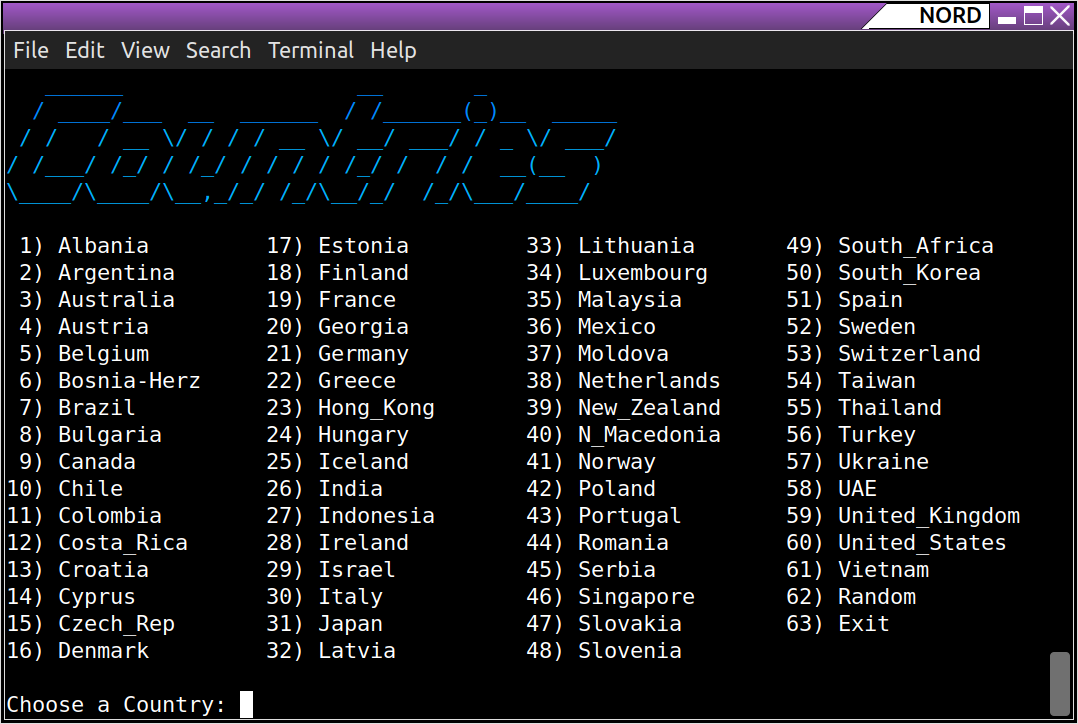 NORD
File Edit View Search Terminal Help
Countries
1) Albania 17) Estonia 33) Lithuania 49) South_Africa
2) Argentina 18) Finland 34) Luxembourg 50) South_Korea
3) Australia 19) France 35) Malaysia 51) Spain
4) Austria 20) Georgia 36) Mexico 52) Sweden
5) Belgium 21) Germany 37) Moldova 53) Switzerland
6) Bosnia-Herz 22) Greece 38) Netherlands 54) Taiwan
7) Brazil 23) Hong_Kong 39) New_Zealand 55) Thailand
8) Bulgaria 24) Hungary 40) N_Macedonia 56) Turkey
9) Canada 25) Iceland 41) Norway 57) Ukraine
10) Chile 26) India 42) Poland 58) UAE
11) Colombia 27) Indonesia 43) Portugal 59) United_Kingdom
12) Costa_Rica 28) Ireland 44) Romania 60) United_States
13) Croatia 29) Israel 45) Serbia 61) Vietnam
14) Cyprus 30) Italy 46) Singapore 62) Random
15) Czech_Rep 31) Japan 47) Slovakia 63) Exit
16) Denmark 32) Latvia 48) Slovenia
Choose a Country: